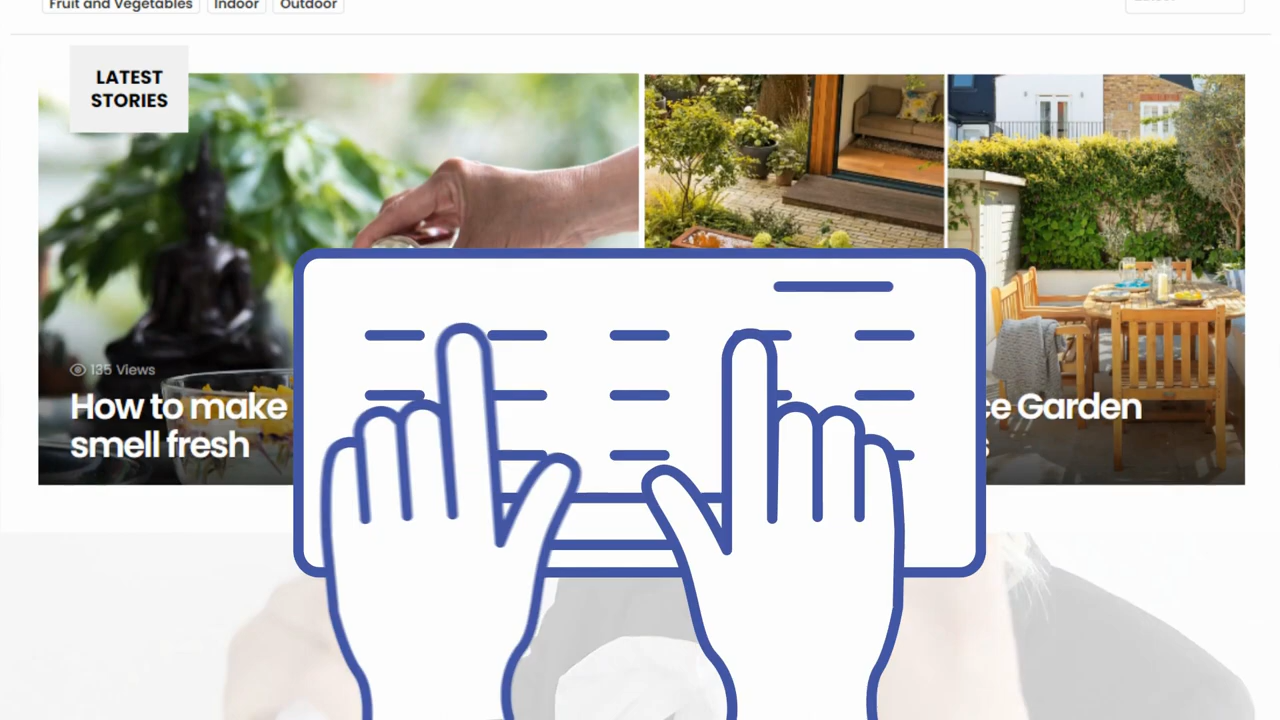 Fruit and Vegetables
Indoor
Outdoor
LATEST
STORIES
135 Views
How to make
smell fresh
ce Garden
s